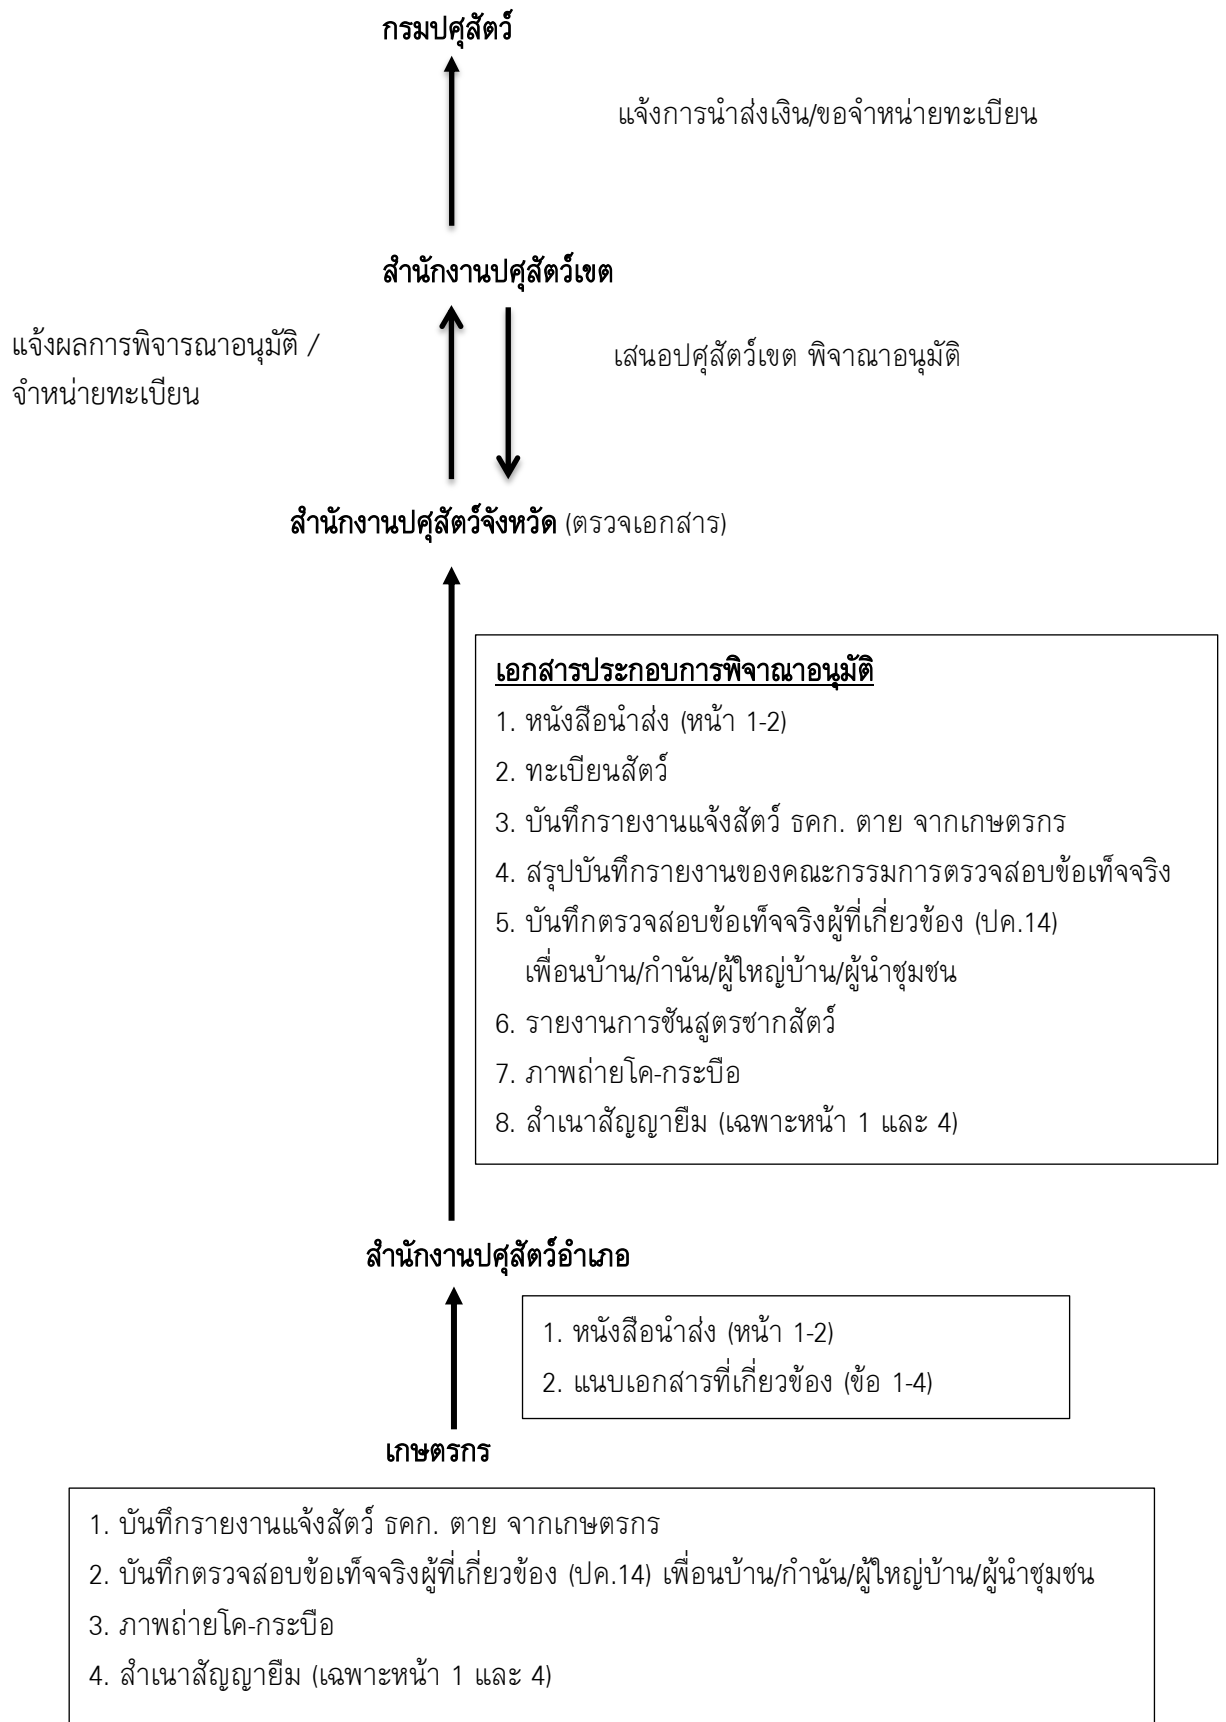 กรมปศุสัตว์
แจ้งการนำส่งเงิน/ขอจำหน่ายทะเบียน
สำนักงานปศุสัตว์เขต
แจ้งผลการพิจารณาอนุมัติ /
จำหน่ายทะเบียน
เสนอปศุสัตว์เขต พิจาณาอนุมัติ
สำนักงานปศุสัตว์จังหวัด (ตรวจเอกสาร)
เอกสารประกอบการพิจาณาอนุมัติ
1. หนังสือนำส่ง (หน้า 1-2)
2. ทะเบียนสัตว์
3. บันทึกรายงานแจ้งสัตว์ ธคก. ตาย จากเกษตรกร
4. สรุปบันทึกรายงานของคณะกรรมการตรวจสอบข้อเท็จจริง
5. บันทึกตรวจสอบข้อเท็จจริงผู้ที่เกี่ยวข้อง (ปค.14)
เพื่อนบ้าน/กำนัน/ผู้ใหญ่บ้าน/ผู้นำชุมชน
6. รายงานการชันสูตรซากสัตว์
7. ภาพถ่ายโค-กระบือ
8. สำเนาสัญญายืม (เฉพาะหน้า 1 และ 4)
สำนักงานปศุสัตว์อำเภอ
1. หนังสือนำส่ง (หน้า 1-2)
2. แนบเอกสารที่เกี่ยวข้อง (ข้อ 1-4)
เกษตรกร
1. บันทึกรายงานแจ้งสัตว์ ธคก. ตาย จากเกษตรกร
2. บันทึกตรวจสอบข้อเท็จจริงผู้ที่เกี่ยวข้อง (ปค.14) เพื่อนบ้าน/กำนัน/ผู้ใหญ่บ้าน/ผู้นำชุมชน
3. ภาพถ่ายโค-กระบือ
4. สำเนาสัญญายืม (เฉพาะหน้า 1 และ 4)